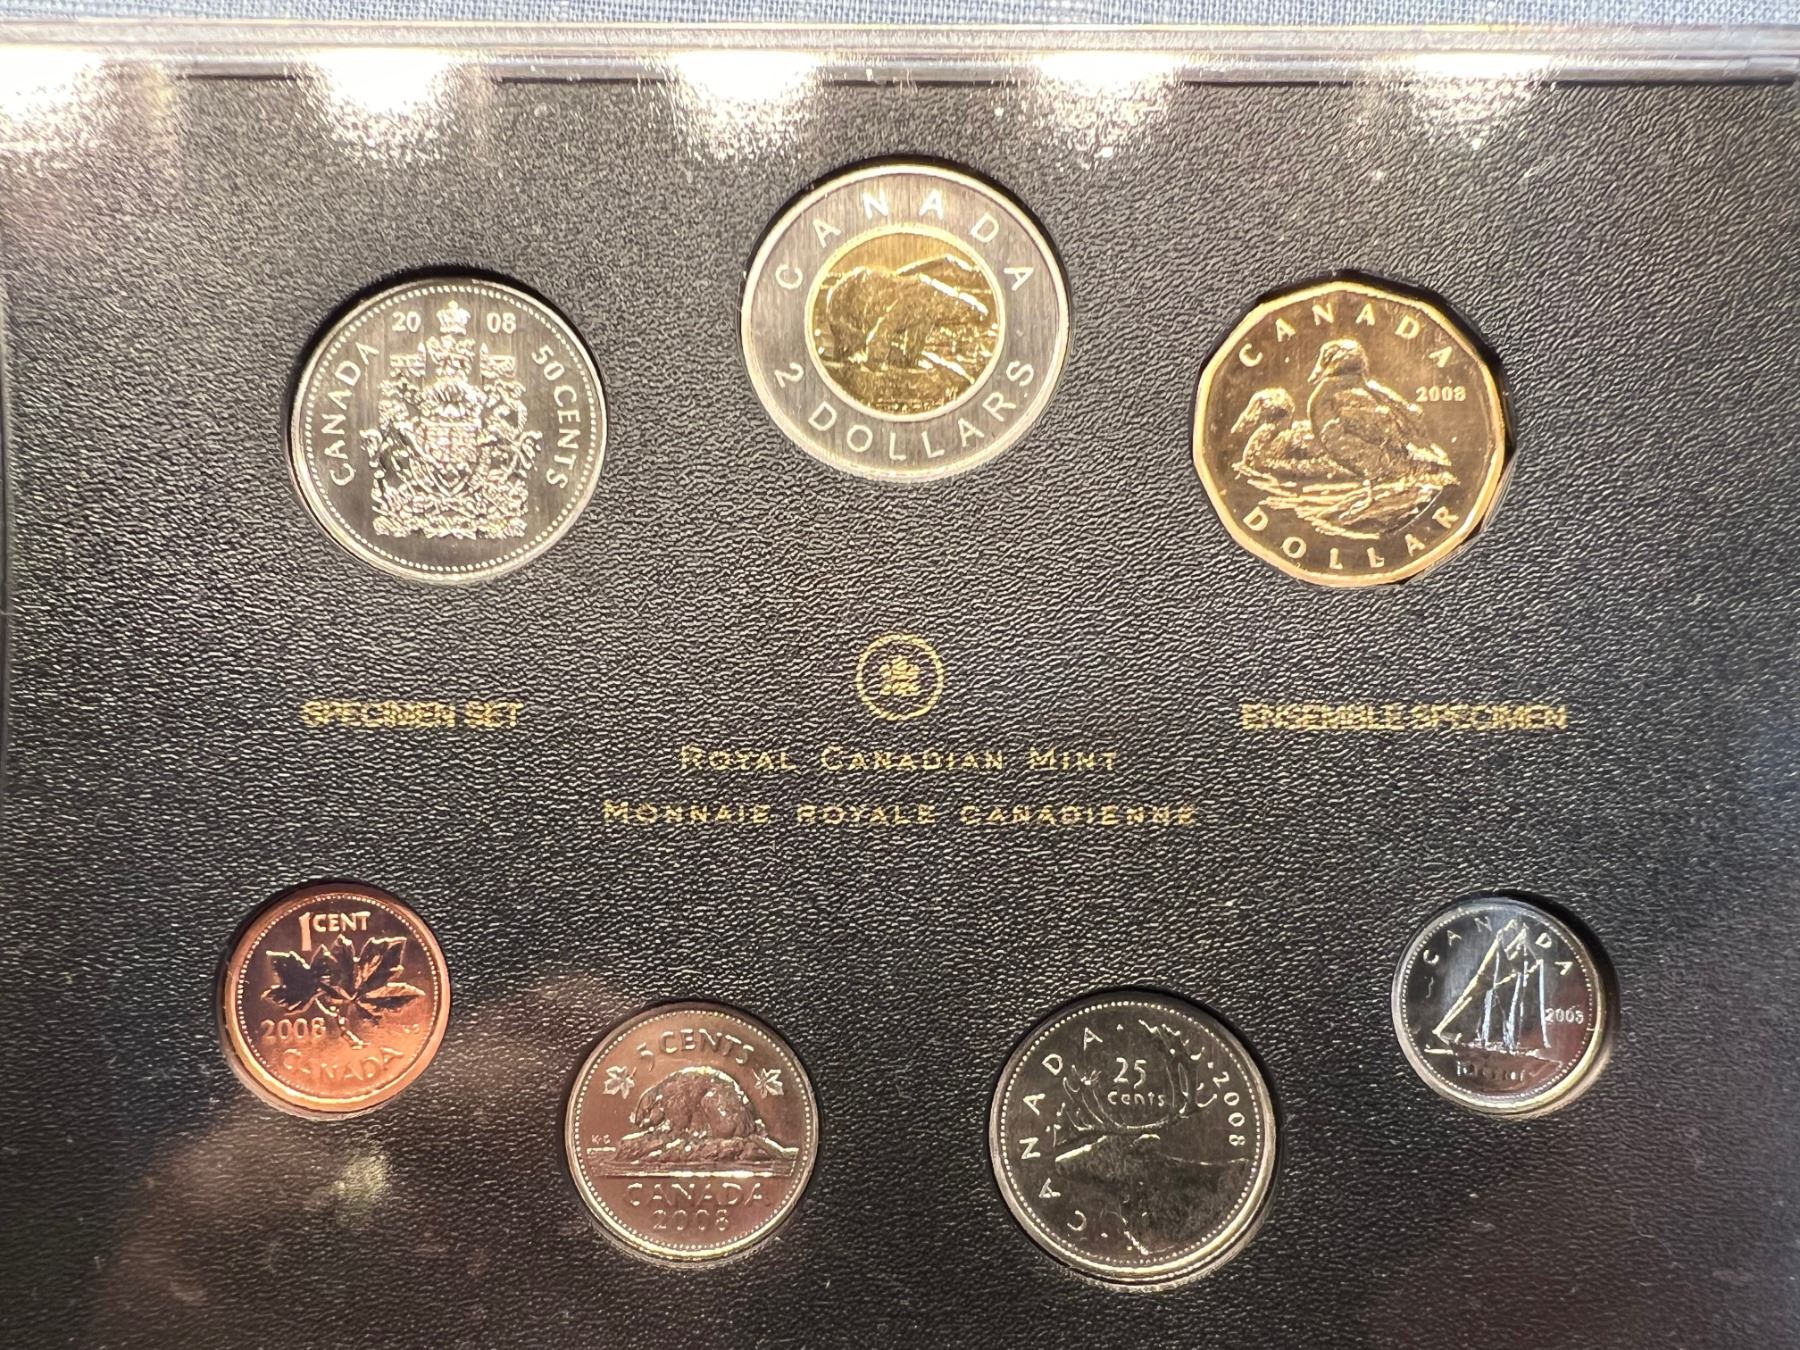 CANADA
2 DOLLARS
20 08
CANADA
50 CENTS
CANADA
2008
DOLLAR
SPECIMEN SET
ENSEMBLE SPECIMEN
ROYAL CANADIAN MINT
MONNAIE ROYALE CANADIENNE
1 CENT
2008
CANADA
5 CENTS
K·G
CANADA
2008
CANADA
25
cents
2008
CANADA
2008